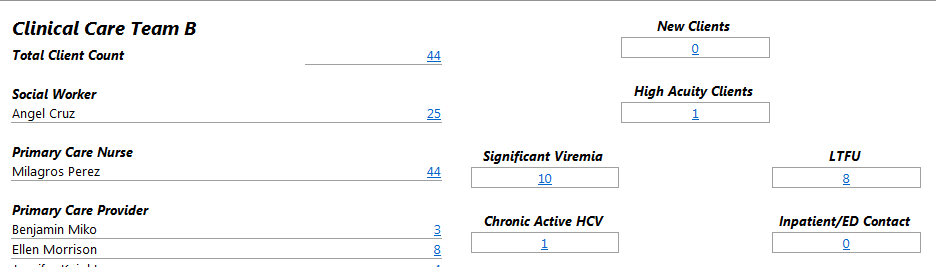 Clinical Care Team B
Total Client Count 44
Social Worker
Angel Cruz 25
Primary Care Nurse
Milagros Perez 44
Primary Care Provider
Benjamin Miko 3
Ellen Morrison 8
New Clients
0
High Acuity Clients
1
Significant Viremia
10
LTFU
8
Chronic Active HCV
1
Inpatient/ED Contact
0